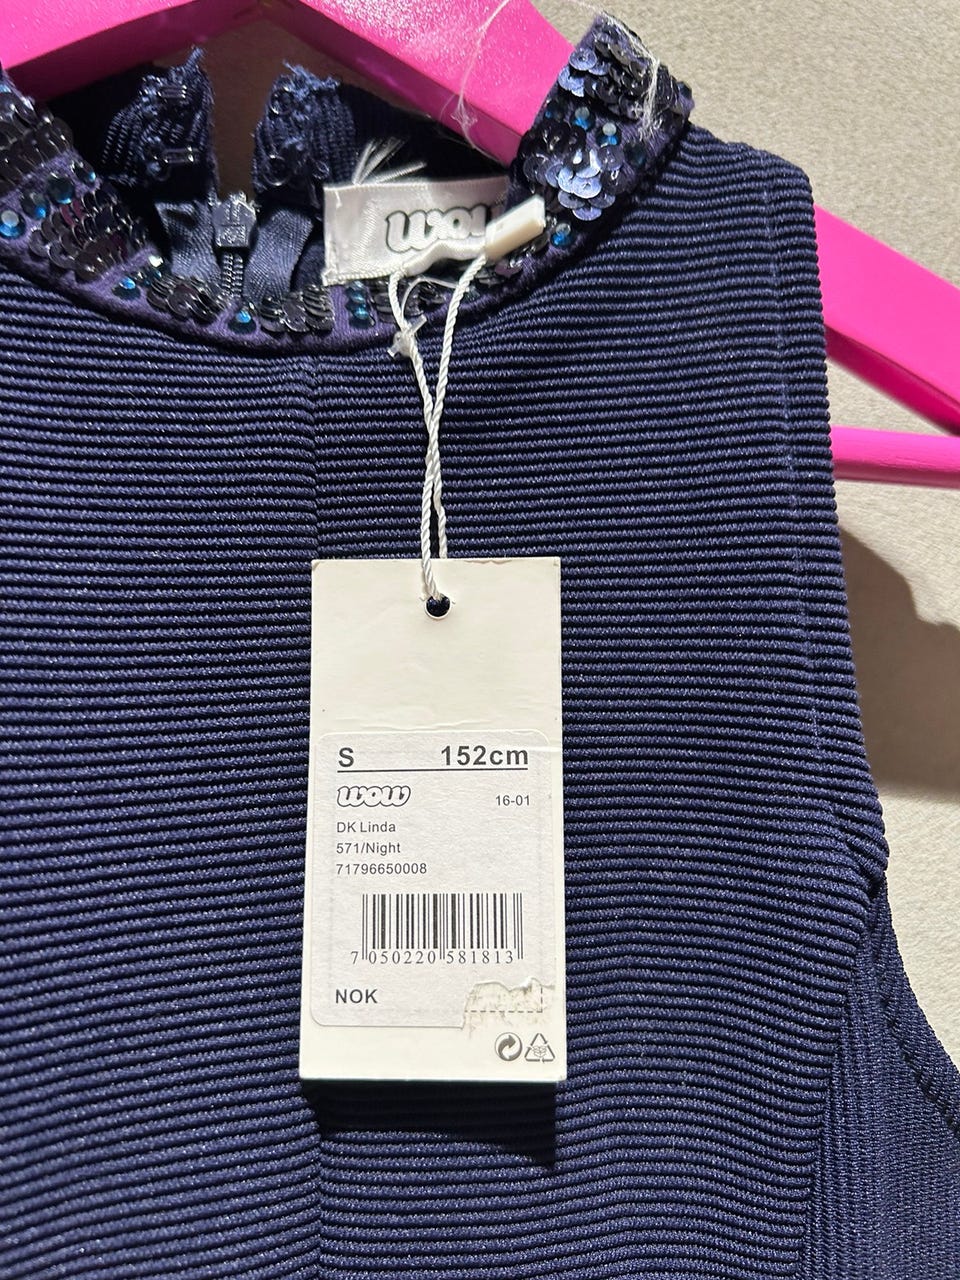 wow
S 152cm
wow
16-01
DK Linda
571/Night
71796650008
7 050220 581813
NOK